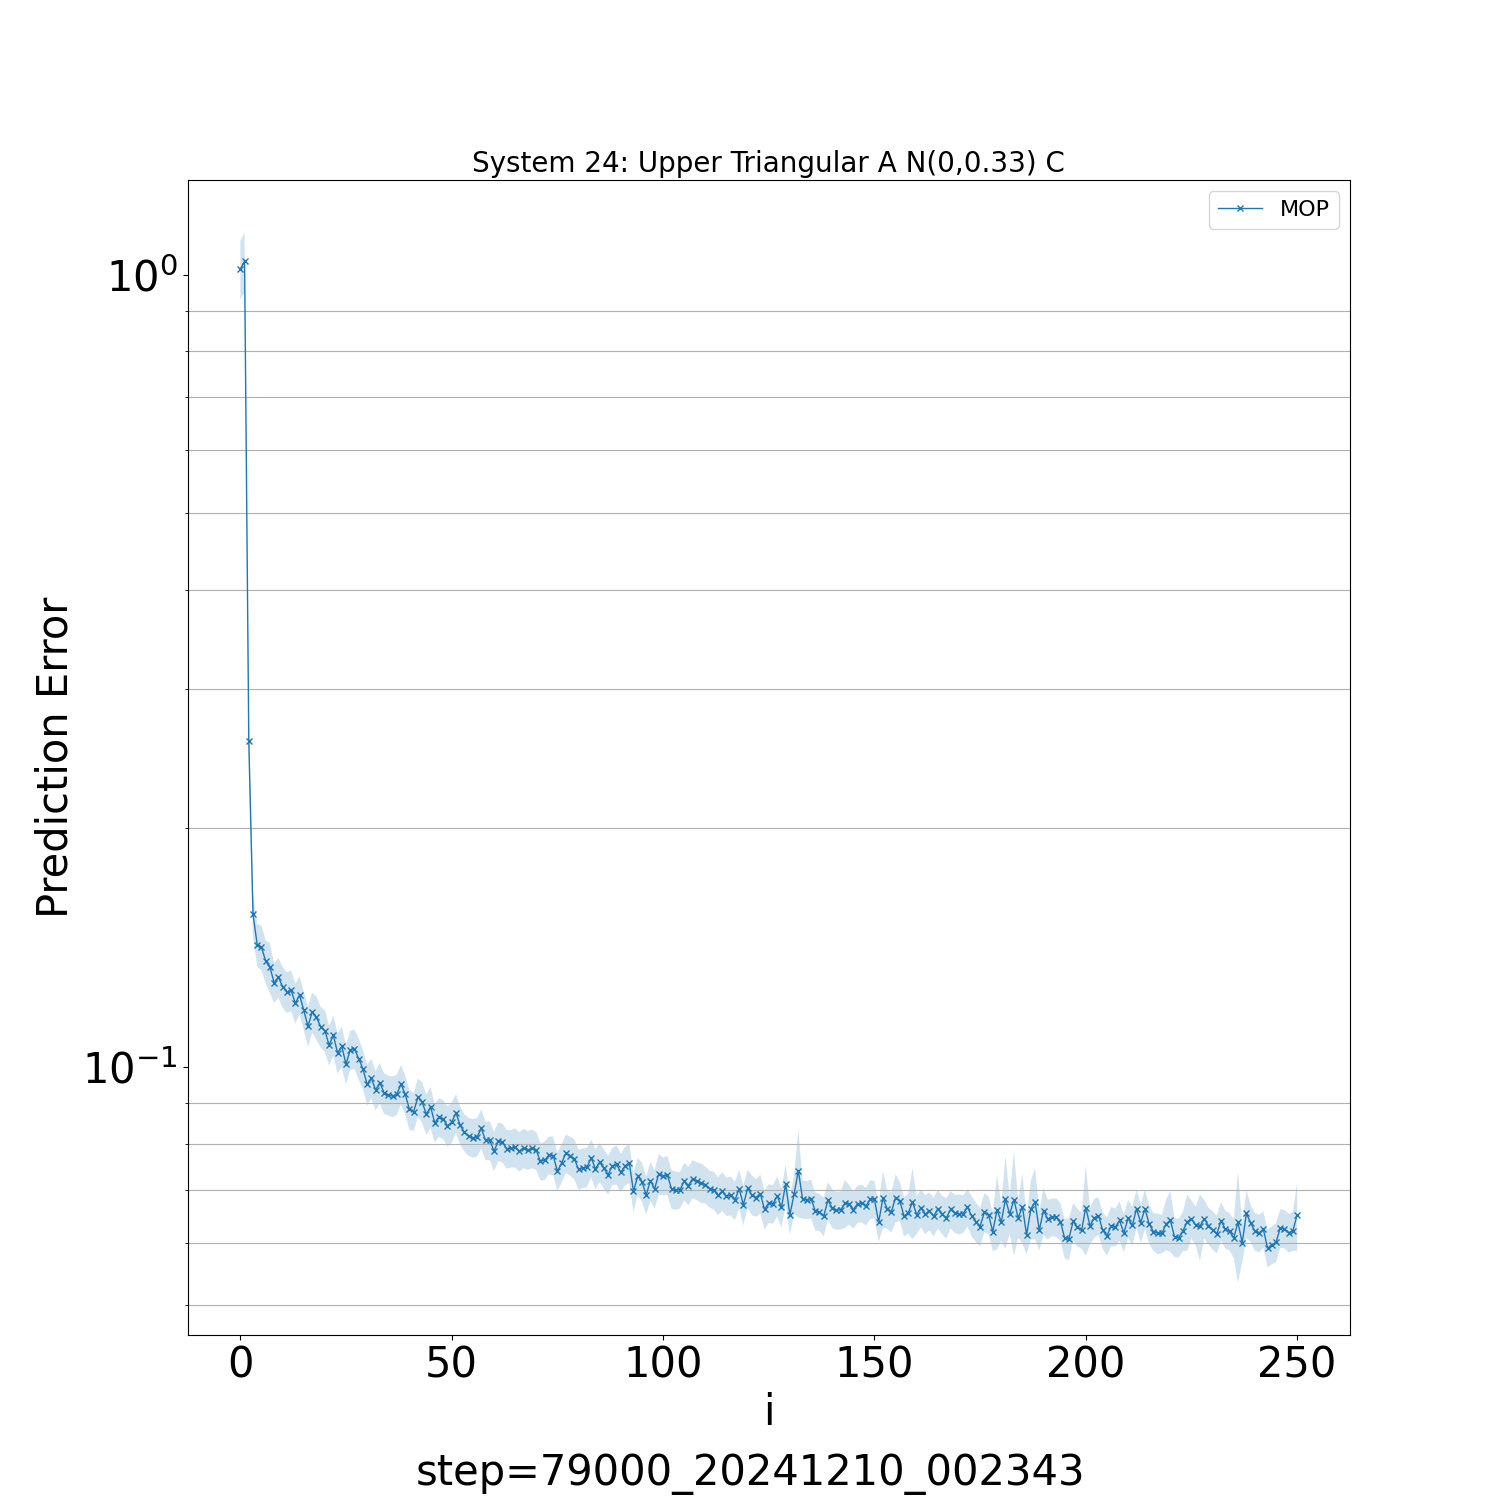 System 24: Upper Triangular A N(0,0.33) C
MOP
10⁰
10⁻¹
Prediction Error
0 50 100 150 200 250
i
step=79000_20241210_002343